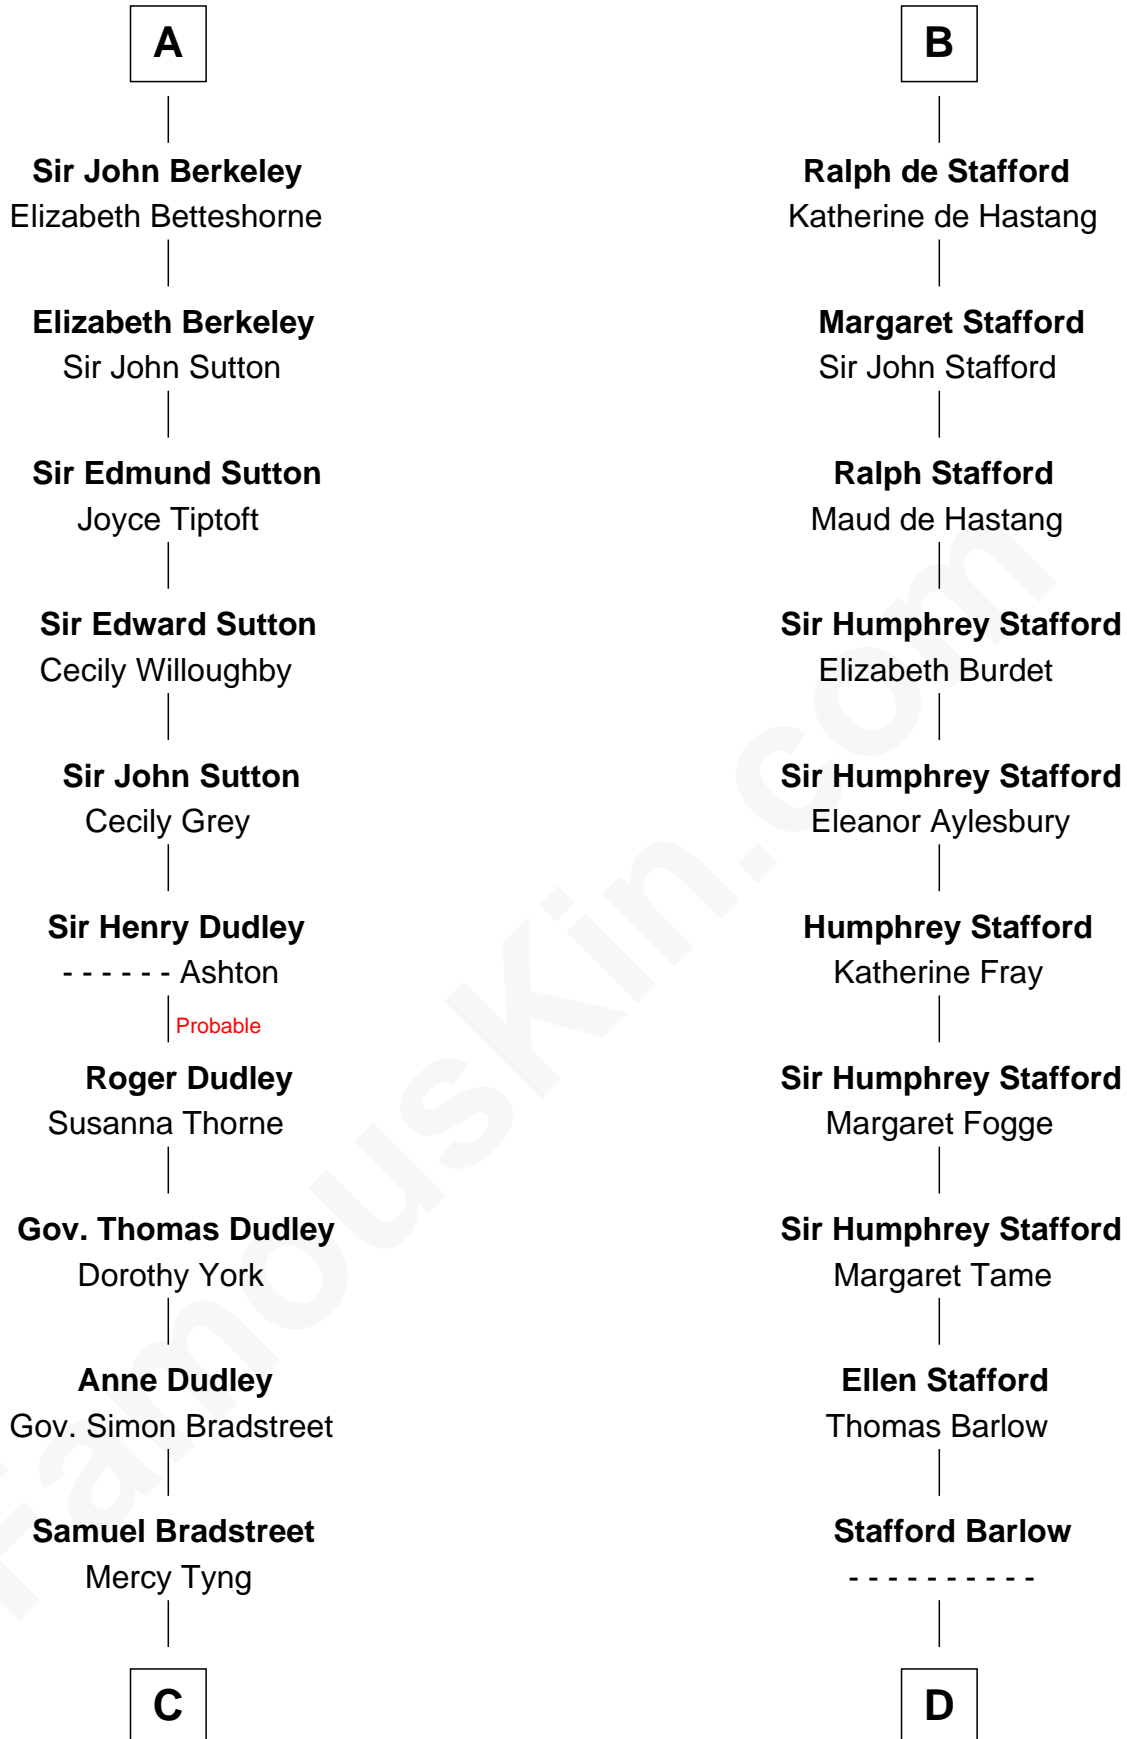 A
Sir John Berkeley
Elizabeth Betteshorne
Elizabeth Berkeley
Sir John Sutton
Sir Edmund Sutton
Joyce Tiptoft
Sir Edward Sutton
Cecily Willoughby
Sir John Sutton
Cecily Grey
Sir Henry Dudley
- - - - - - Ashton
Probable
Roger Dudley
Susanna Thorne
Gov. Thomas Dudley
Dorothy York
Anne Dudley
Gov. Simon Bradstreet
Samuel Bradstreet
Mercy Tyng
C
B
Ralph de Stafford
Katherine de Hastang
Margaret Stafford
Sir John Stafford
Ralph Stafford
Maud de Hastang
Sir Humphrey Stafford
Elizabeth Burdet
Sir Humphrey Stafford
Eleanor Aylesbury
Humphrey Stafford
Katherine Fray
Sir Humphrey Stafford
Margaret Fogge
Sir Humphrey Stafford
Margaret Tame
Ellen Stafford
Thomas Barlow
Stafford Barlow
- - - - - - - - - -
D
FamousKin.com